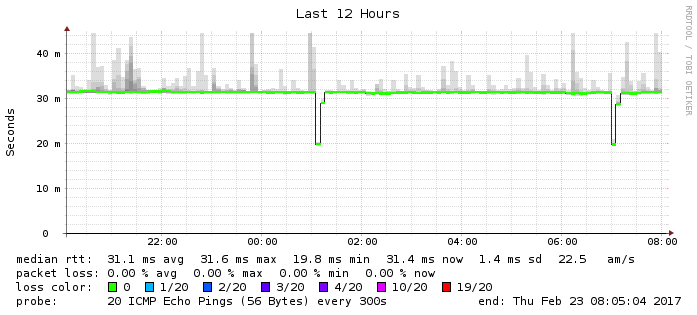 Last 12 Hours
RRDTOOL / TOBI OETIKER
Seconds
40 m
30 m
20 m
10 m
0
22:00 00:00 02:00 04:00 06:00 08:00
median rtt: 31.1 ms avg 31.6 ms max 19.8 ms min 31.4 ms now 1.4 ms sd 22.5 am/s
packet loss: 0.00 % avg 0.00 % max 0.00 % min 0.00 % now
loss color: 0 1/20 2/20 3/20 4/20 10/20 19/20
probe: 20 ICMP Echo Pings (56 Bytes) every 300s end: Thu Feb 23 08:05:04 2017